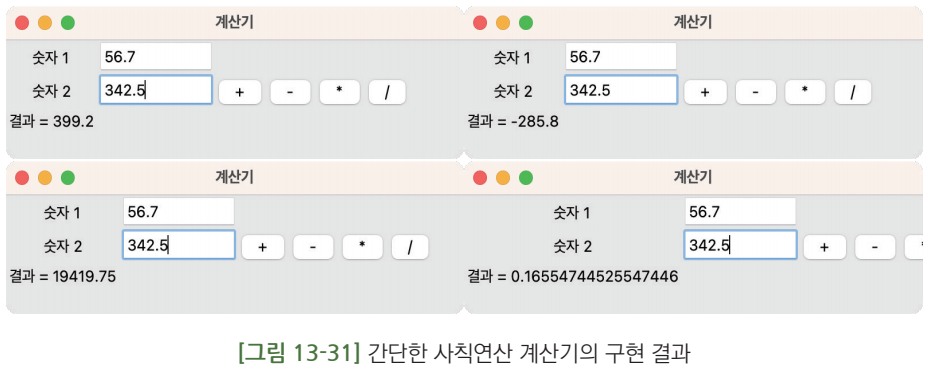 계산기
숫자 1 56.7
숫자 2 342.5 + - * /
결과 = 399.2
계산기
숫자 1 56.7
숫자 2 342.5 + - * /
결과 = -285.8
계산기
숫자 1 56.7
숫자 2 342.5 + - * /
결과 = 19419.75
계산기
숫자 1 56.7
숫자 2 342.5 + -
결과 = 0.16554744525547446
[그림 13-31] 간단한 사칙연산 계산기의 구현 결과